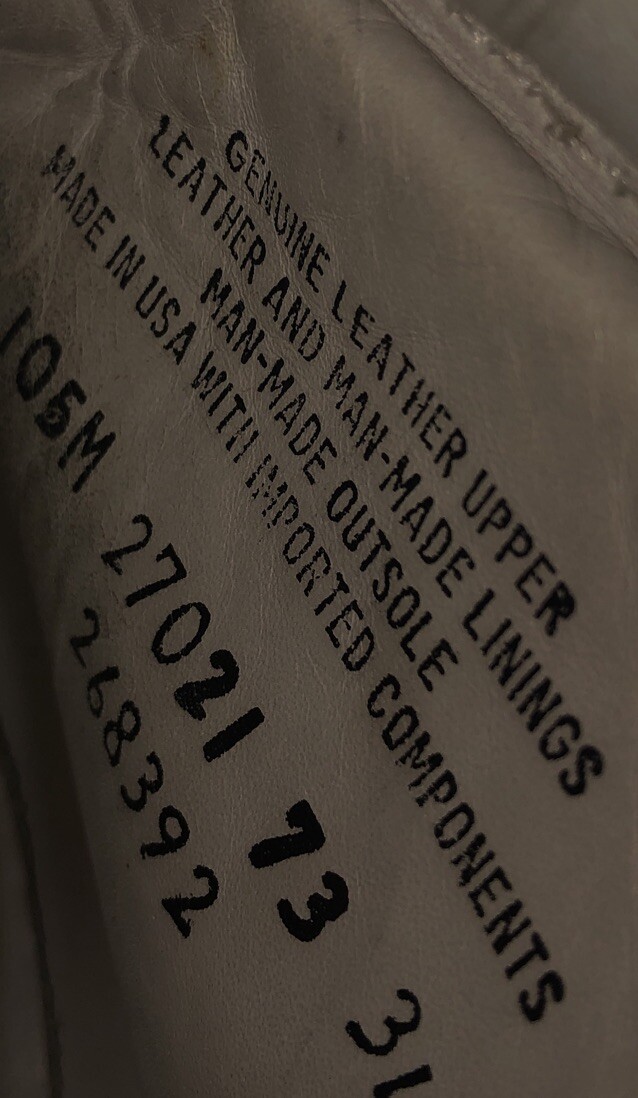 GENUINE LEATHER UPPER
LEATHER AND MAN-MADE LININGS
MAN-MADE OUTSOLE
MADE IN USA WITH IMPORTED COMPONENTS
105M 27021 73 31
268392